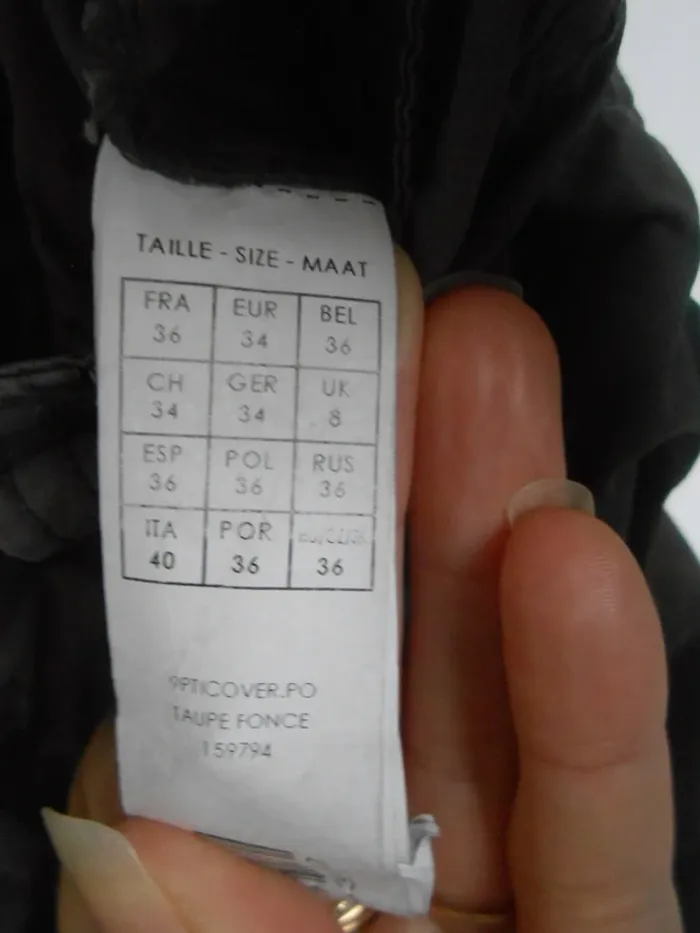 TAILLE - SIZE - MAAT
FRA EUR BEL
36 34 36
CH GER UK
34 34 8
ESP POL RUS
36 36 36
ITA POR
40 36 36
9PTICOVER.PO
TAUPE FONCE
159794